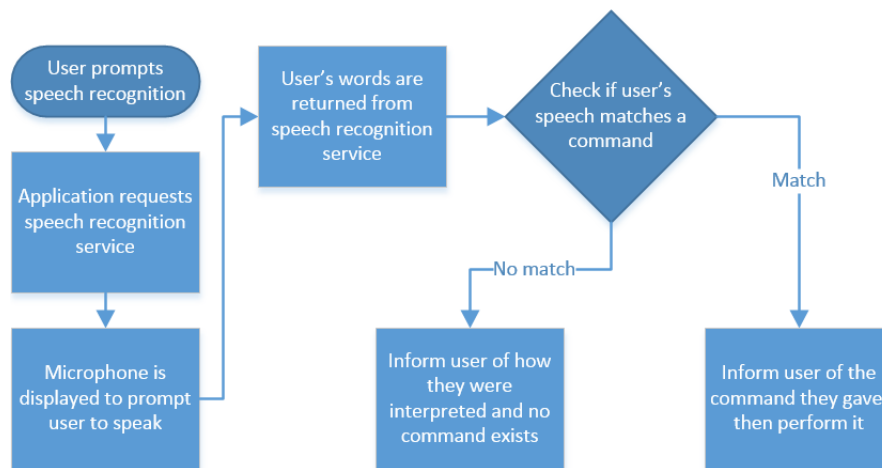 User prompts
speech recognition
Application requests
speech recognition
service
Microphone is
displayed to prompt
user to speak
User's words are
returned from
speech recognition
service
Check if user's
speech matches a
command
No match
Match
Inform user of how
they were
interpreted and no
command exists
Inform user of the
command they gave,
then perform it